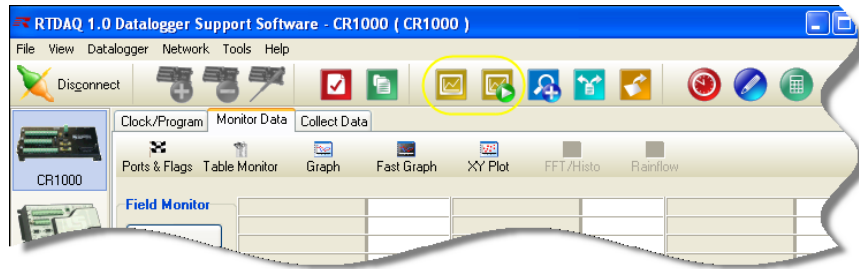 RTDAQ 1.0 Datalogger Support Software - CR1000 ( CR1000 )
File View Datalogger Network Tools Help
Disconnect
Clock/Program Monitor Data Collect Data
Ports & Flags Table Monitor Graph Fast Graph XY Plot FFT/Histo Rainflow
CR1000
Field Monitor